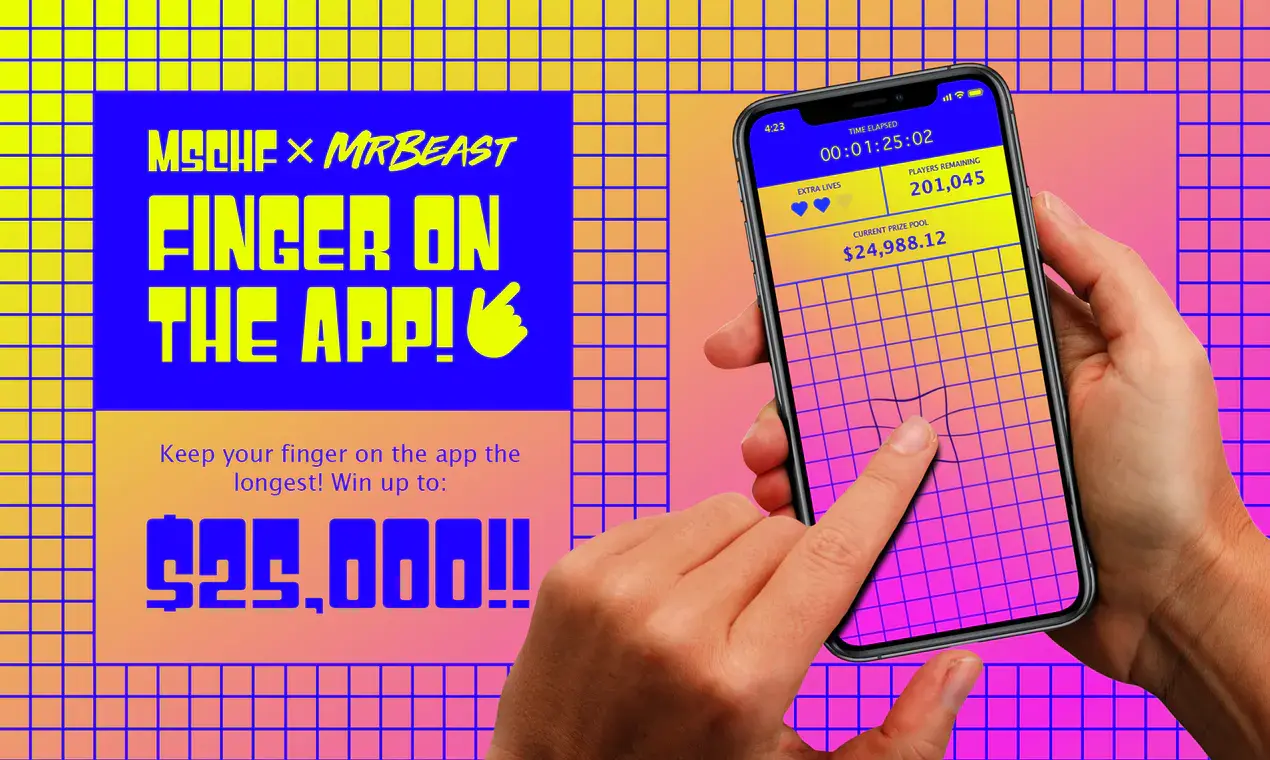 MSCHF × MRBEAST
FINGER ON
THE APP!
Keep your finger on the app the
longest! Win up to:
$25,000!!
4:23
TIME ELAPSED
00:01:25:02
EXTRA LIVES
PLAYERS REMAINING
201,045
CURRENT PRIZE POOL
$24,988.12